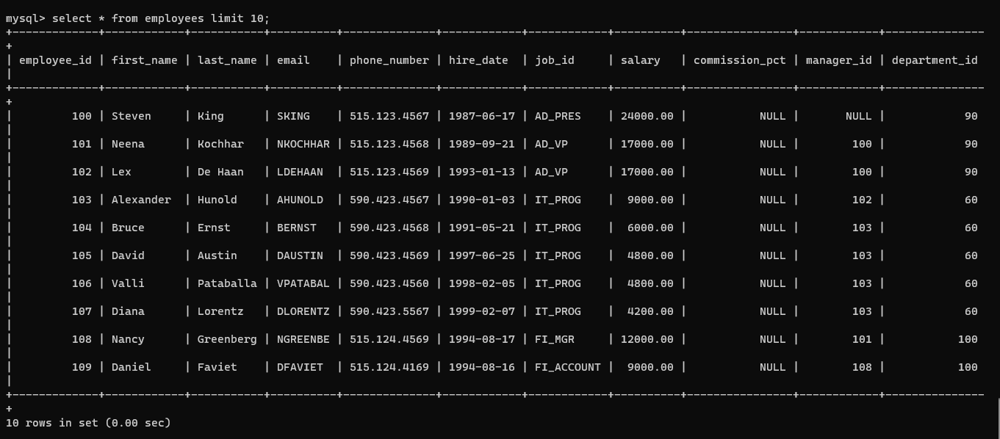 mysql> select * from employees limit 10;
+-------------+------------+-----------+----------+--------------+------------+------------+----------+----------------+------------+---------------
+
| employee_id | first_name | last_name | email    | phone_number | hire_date  | job_id     | salary   | commission_pct | manager_id | department_id
|
+-------------+------------+-----------+----------+--------------+------------+------------+----------+----------------+------------+---------------
+
|         100 | Steven     | King      | SKING    | 515.123.4567 | 1987-06-17 | AD_PRES    | 24000.00 |           NULL |       NULL |            90
|
|         101 | Neena      | Kochhar   | NKOCHHAR | 515.123.4568 | 1989-09-21 | AD_VP      | 17000.00 |           NULL |        100 |            90
|
|         102 | Lex        | De Haan   | LDEHAAN  | 515.123.4569 | 1993-01-13 | AD_VP      | 17000.00 |           NULL |        100 |            90
|
|         103 | Alexander  | Hunold    | AHUNOLD  | 590.423.4567 | 1990-01-03 | IT_PROG    |  9000.00 |           NULL |        102 |            60
|
|         104 | Bruce      | Ernst     | BERNST   | 590.423.4568 | 1991-05-21 | IT_PROG    |  6000.00 |           NULL |        103 |            60
|
|         105 | David      | Austin    | DAUSTIN  | 590.423.4569 | 1997-06-25 | IT_PROG    |  4800.00 |           NULL |        103 |            60
|
|         106 | Valli      | Pataballa | VPATABAL | 590.423.4560 | 1998-02-05 | IT_PROG    |  4800.00 |           NULL |        103 |            60
|
|         107 | Diana      | Lorentz   | DLORENTZ | 590.423.5567 | 1999-02-07 | IT_PROG    |  4200.00 |           NULL |        103 |            60
|
|         108 | Nancy      | Greenberg | NGREENBE | 515.124.4569 | 1994-08-17 | FI_MGR     | 12000.00 |           NULL |        101 |           100
|
|         109 | Daniel     | Faviet    | DFAVIET  | 515.124.4169 | 1994-08-16 | FI_ACCOUNT |  9000.00 |           NULL |        108 |           100
|
+-------------+------------+-----------+----------+--------------+------------+------------+----------+----------------+------------+---------------
+
10 rows in set (0.00 sec)